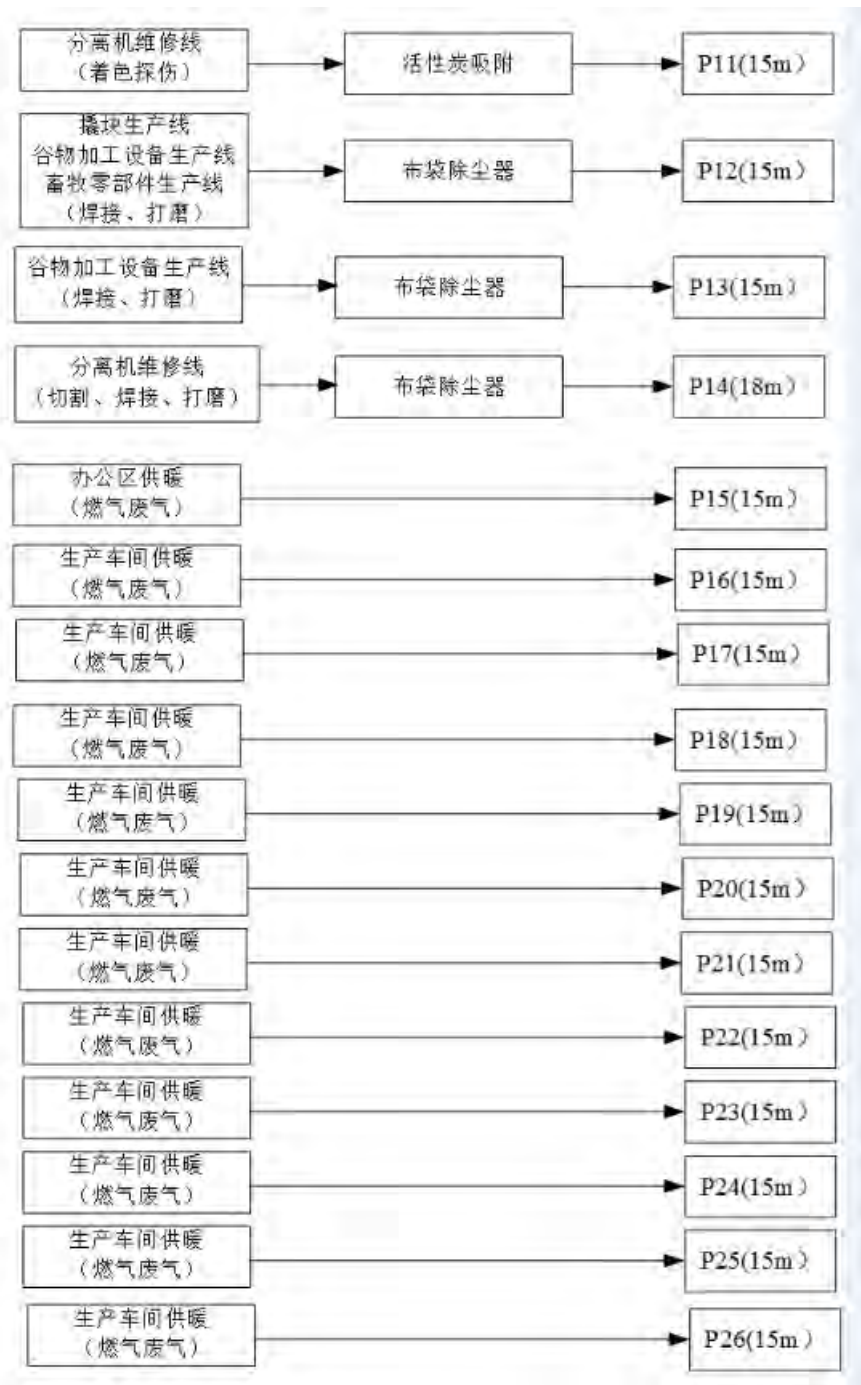 分离机维修线
（着色探伤）
活性炭吸附
P11(15m）
撬块生产线
谷物加工设备生产线
畜牧零部件生产线
（焊接、打磨）
布袋除尘器
P12(15m）
谷物加工设备生产线
（焊接、打磨）
布袋除尘器
P13(15m）
分离机维修线
（切割、焊接、打磨）
布袋除尘器
P14(18m）
办公区供暖
（燃气废气）
P15(15m）
生产车间供暖
（燃气废气）
P16(15m）
生产车间供暖
（燃气废气）
P17(15m）
生产车间供暖
（燃气废气）
P18(15m）
生产车间供暖
（燃气废气）
P19(15m）
生产车间供暖
（燃气废气）
P20(15m）
生产车间供暖
（燃气废气）
P21(15m）
生产车间供暖
（燃气废气）
P22(15m）
生产车间供暖
（燃气废气）
P23(15m）
生产车间供暖
（燃气废气）
P24(15m）
生产车间供暖
（燃气废气）
P25(15m）
生产车间供暖
（燃气废气）
P26(15m）